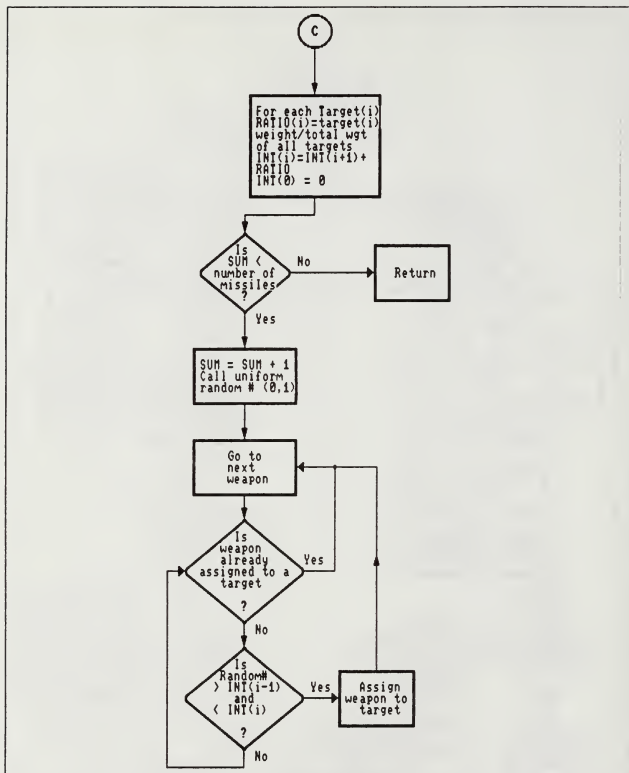 C
For each Target(i)
RATIO(i)=target(i)
weight/total wgt
of all targets
INT(i)=INT(i+1)+
RATIO
INT(0) = 0
Is
SUM <
number of
missiles
?
No
Return
Yes
SUM = SUM + 1
Call uniform
random # (0,1)
Go to
next
weapon
Is
weapon
already
assigned to a
target
?
Yes
No
Is
Random#
> INT(i-1)
and
< INT(i)
?
Yes
Assign
weapon to
target
No